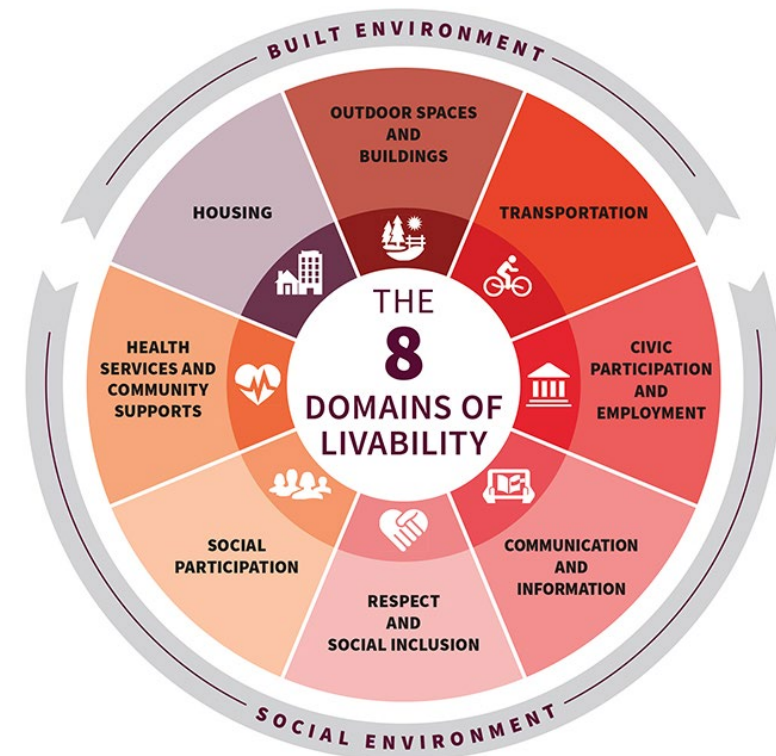 BUILT ENVIRONMENT
OUTDOOR SPACES
AND
BUILDINGS
HOUSING
TRANSPORTATION
THE
8
DOMAINS OF
LIVABILITY
HEALTH
SERVICES AND
COMMUNITY
SUPPORTS
CIVIC
PARTICIPATION
AND
EMPLOYMENT
SOCIAL
PARTICIPATION
COMMUNICATION
AND
INFORMATION
RESPECT
AND
SOCIAL INCLUSION
SOCIAL ENVIRONMENT